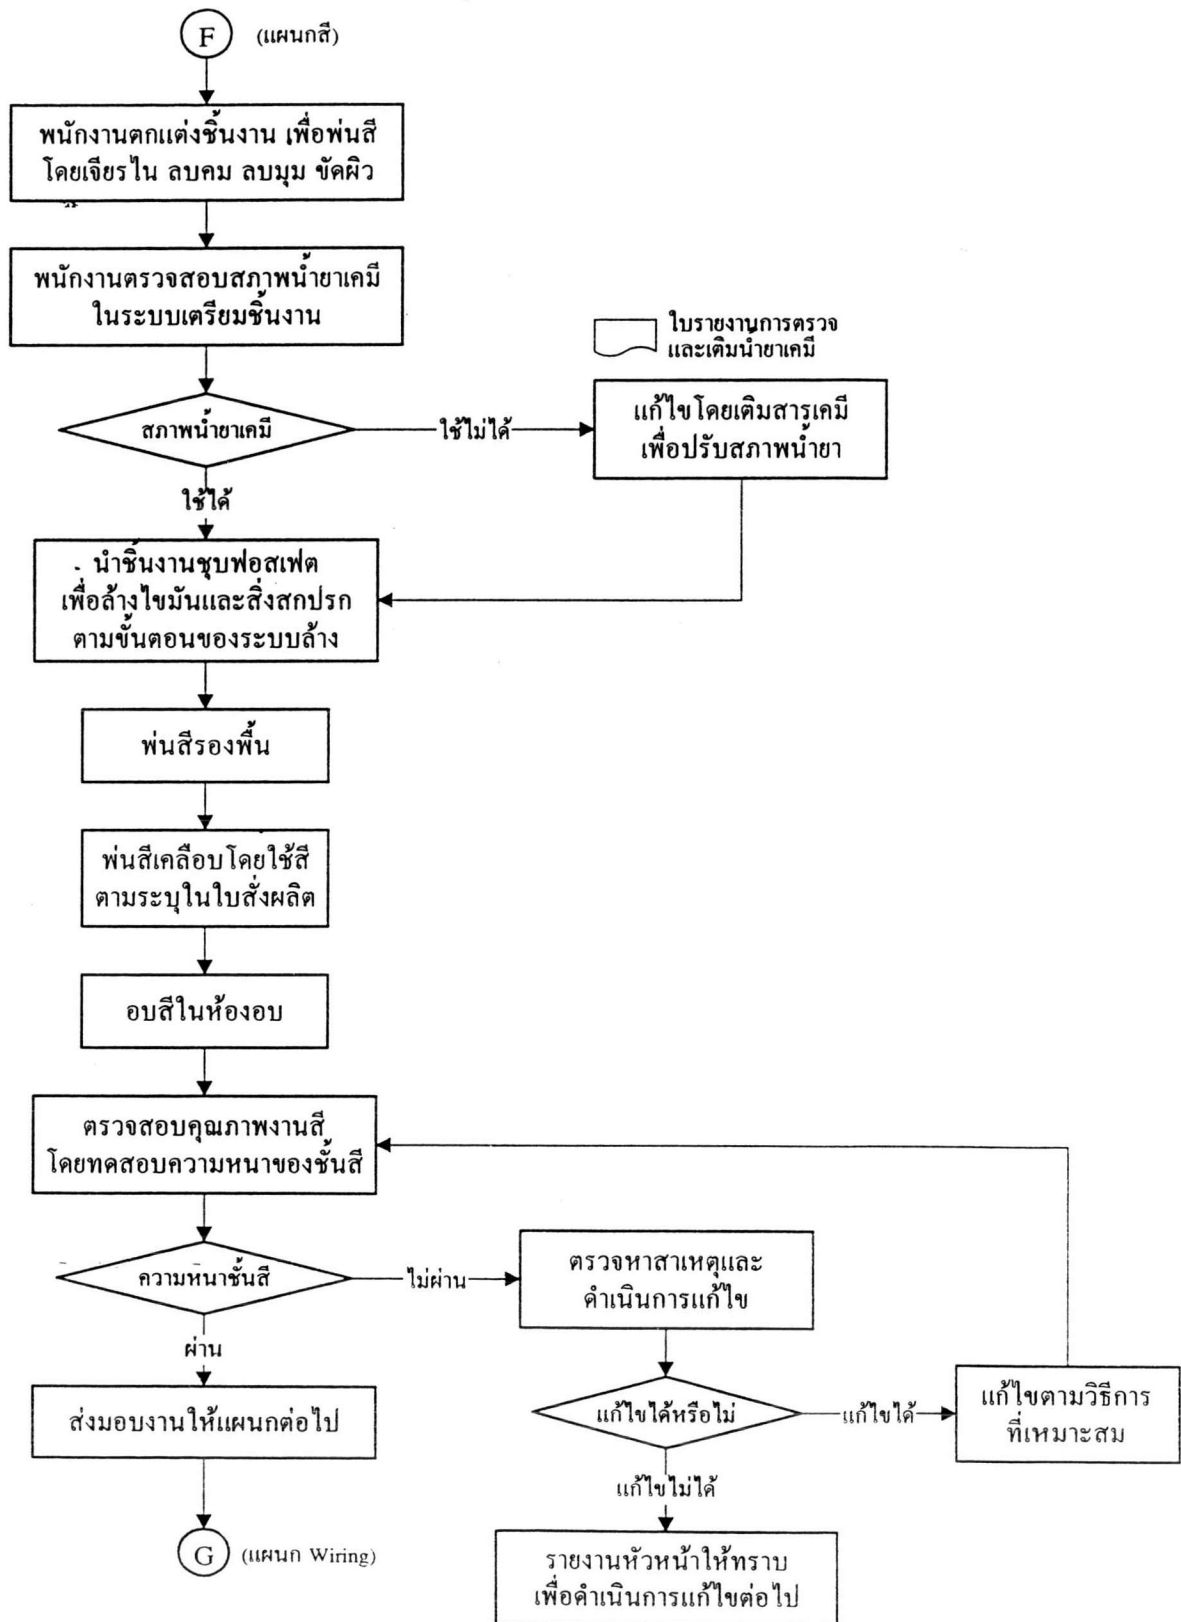 F (แผนกสี)
พนักงานตกแต่งชิ้นงาน เพื่อพ่นสี
โดยเจียรไน ลบคม ลบมุม ขัดผิว
พนักงานตรวจสอบสภาพน้ำยาเคมี
ในระบบเตรียมชิ้นงาน
ใบรายงานการตรวจ
และเติมน้ำยาเคมี
สภาพน้ำยาเคมี
ใช้ไม่ได้
แก้ไขโดยเติมสารเคมี
เพื่อปรับสภาพน้ำยา
ใช้ได้
นำชิ้นงานชุบฟอสเฟต
เพื่อล้างไขมันและสิ่งสกปรก
ตามขั้นตอนของระบบล้าง
พ่นสีรองพื้น
พ่นสีเคลือบโดยใช้สี
ตามระบุในใบสั่งผลิต
อบสีในห้องอบ
ตรวจสอบคุณภาพงานสี
โดยทดสอบความหนาของชั้นสี
ความหนาชั้นสี
ไม่ผ่าน
ตรวจหาสาเหตุและ
ดำเนินการแก้ไข
ผ่าน
ส่งมอบงานให้แผนกต่อไป
แก้ไขได้หรือไม่
แก้ไขได้
แก้ไขตามวิธีการ
ที่เหมาะสม
แก้ไขไม่ได้
G (แผนก Wiring)
รายงานหัวหน้าให้ทราบ
เพื่อดำเนินการแก้ไขต่อไป